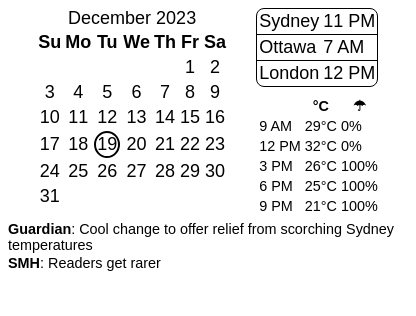 December 2023
Su Mo Tu We Th Fr Sa
1 2
3 4 5 6 7 8 9
10 11 12 13 14 15 16
17 18 19 20 21 22 23
24 25 26 27 28 29 30
31
Sydney 11 PM
Ottawa 7 AM
London 12 PM
°C ☂
9 AM 29°C 0%
12 PM 32°C 0%
3 PM 26°C 100%
6 PM 25°C 100%
9 PM 21°C 100%
Guardian: Cool change to offer relief from scorching Sydney
temperatures
SMH: Readers get rarer